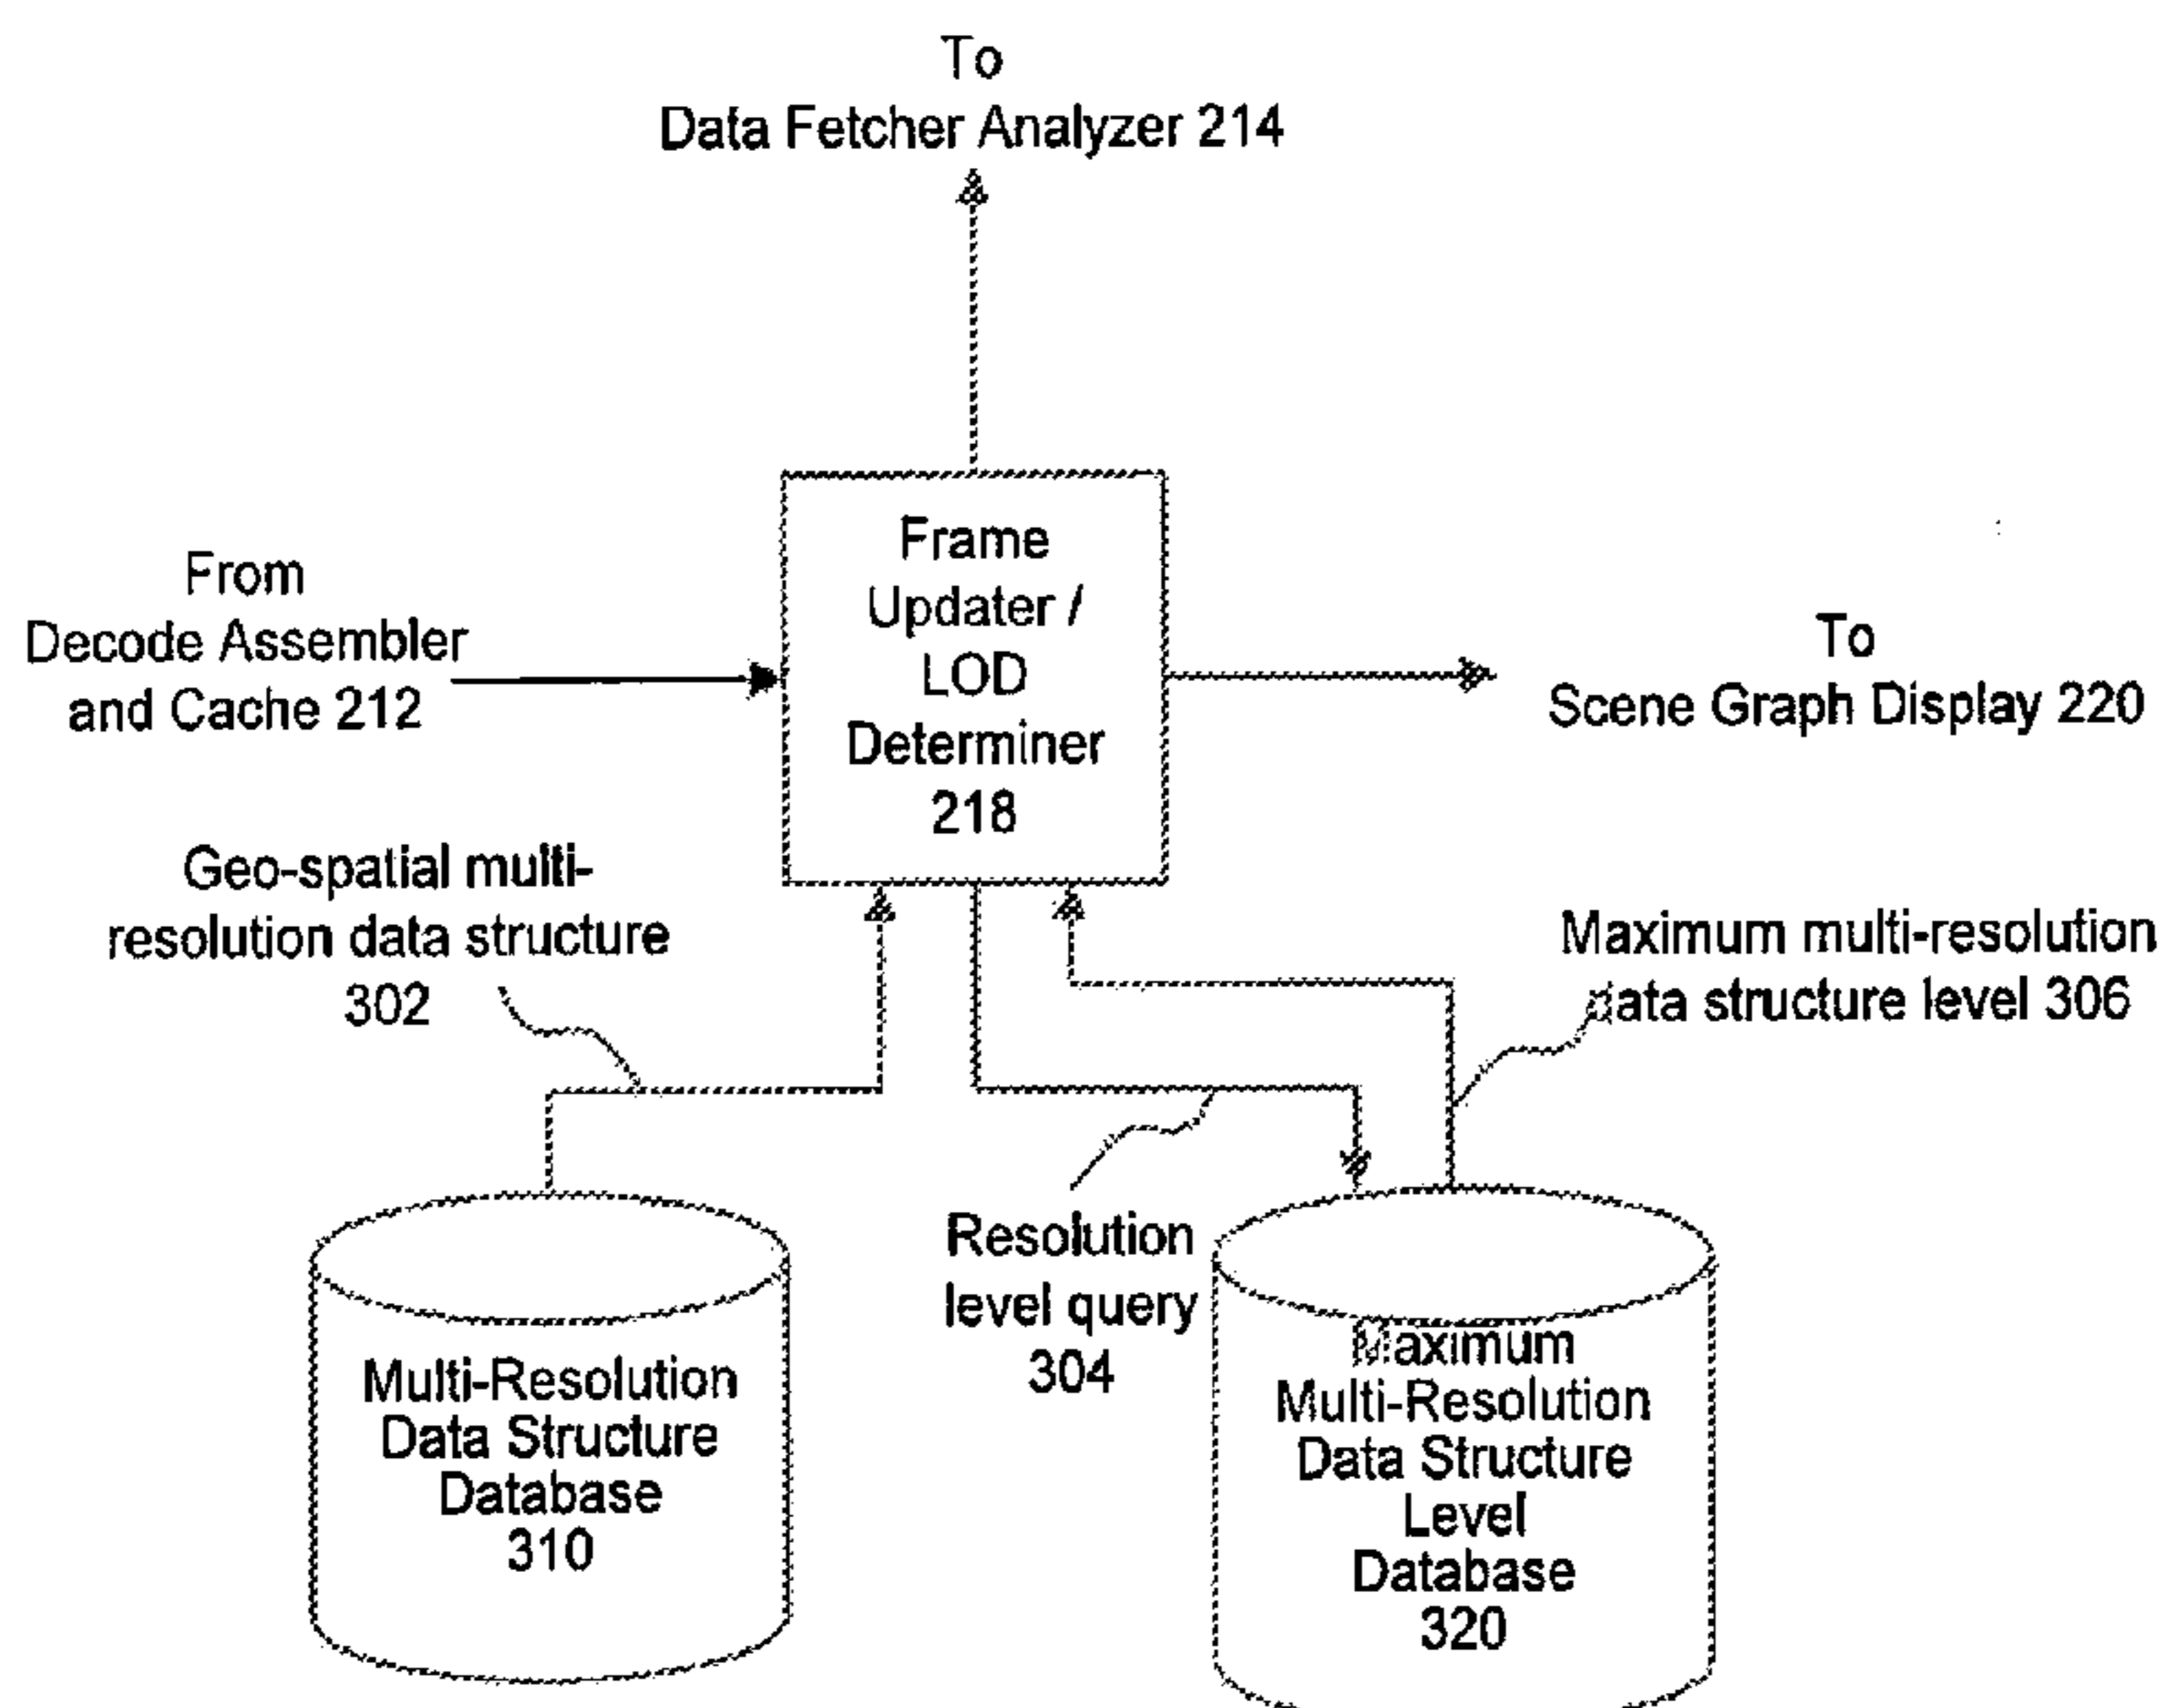 To
Data Fetcher Analyzer 214
Frame
Updater /
LOD
Determiner
218
From
Decode Assembler
and Cache 212
To
Scene Graph Display 220
Geo-spatial multi-
resolution data structure
302
Maximum multi-resolution
data structure level 306
Resolution
level query
304
Multi-Resolution
Data Structure
Database
310
Maximum
Multi-Resolution
Data Structure
Level
Database
320